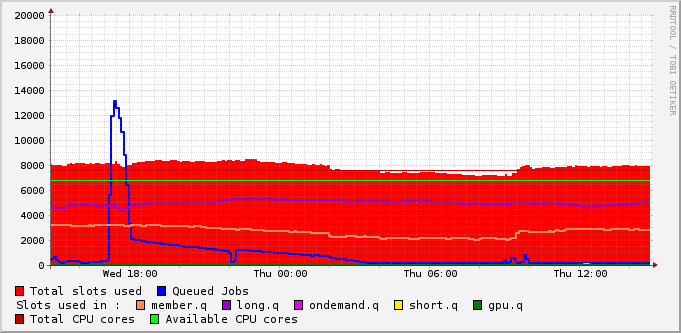 RRDTOOL / TOBI OETIKER
20000
18000
16000
14000
12000
10000
8000
6000
4000
2000
0
Wed 18:00 Thu 00:00 Thu 06:00 Thu 12:00
Total slots used Queued Jobs
Slots used in : member.q long.q ondemand.q short.q gpu.q
Total CPU cores Available CPU cores